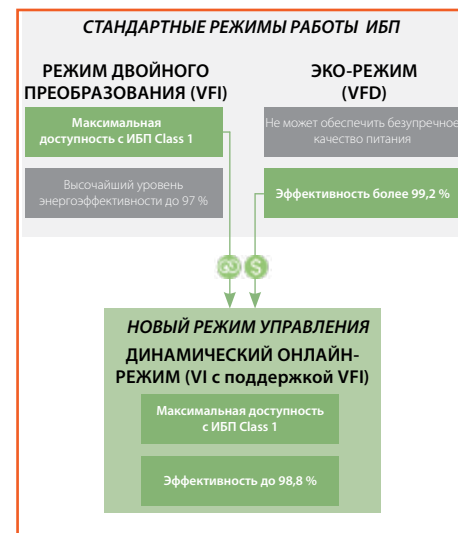 СТАНДАРТНЫЕ РЕЖИМЫ РАБОТЫ ИБП
РЕЖИМ ДВОЙНОГО
ПРЕОБРАЗОВАНИЯ (VFI)
Максимальная
доступность с ИБП Class 1
Высочайший уровень
энергоэффективности до 97 %
ЭКО-РЕЖИМ
(VFD)
Не может обеспечить безупречное
качество питания
Эффективность более 99,2 %
$
НОВЫЙ РЕЖИМ УПРАВЛЕНИЯ
ДИНАМИЧЕСКИЙ ОНЛАЙН-
РЕЖИМ (VI с поддержкой VFI)
Максимальная доступность
с ИБП Class 1
Эффективность до 98,8 %